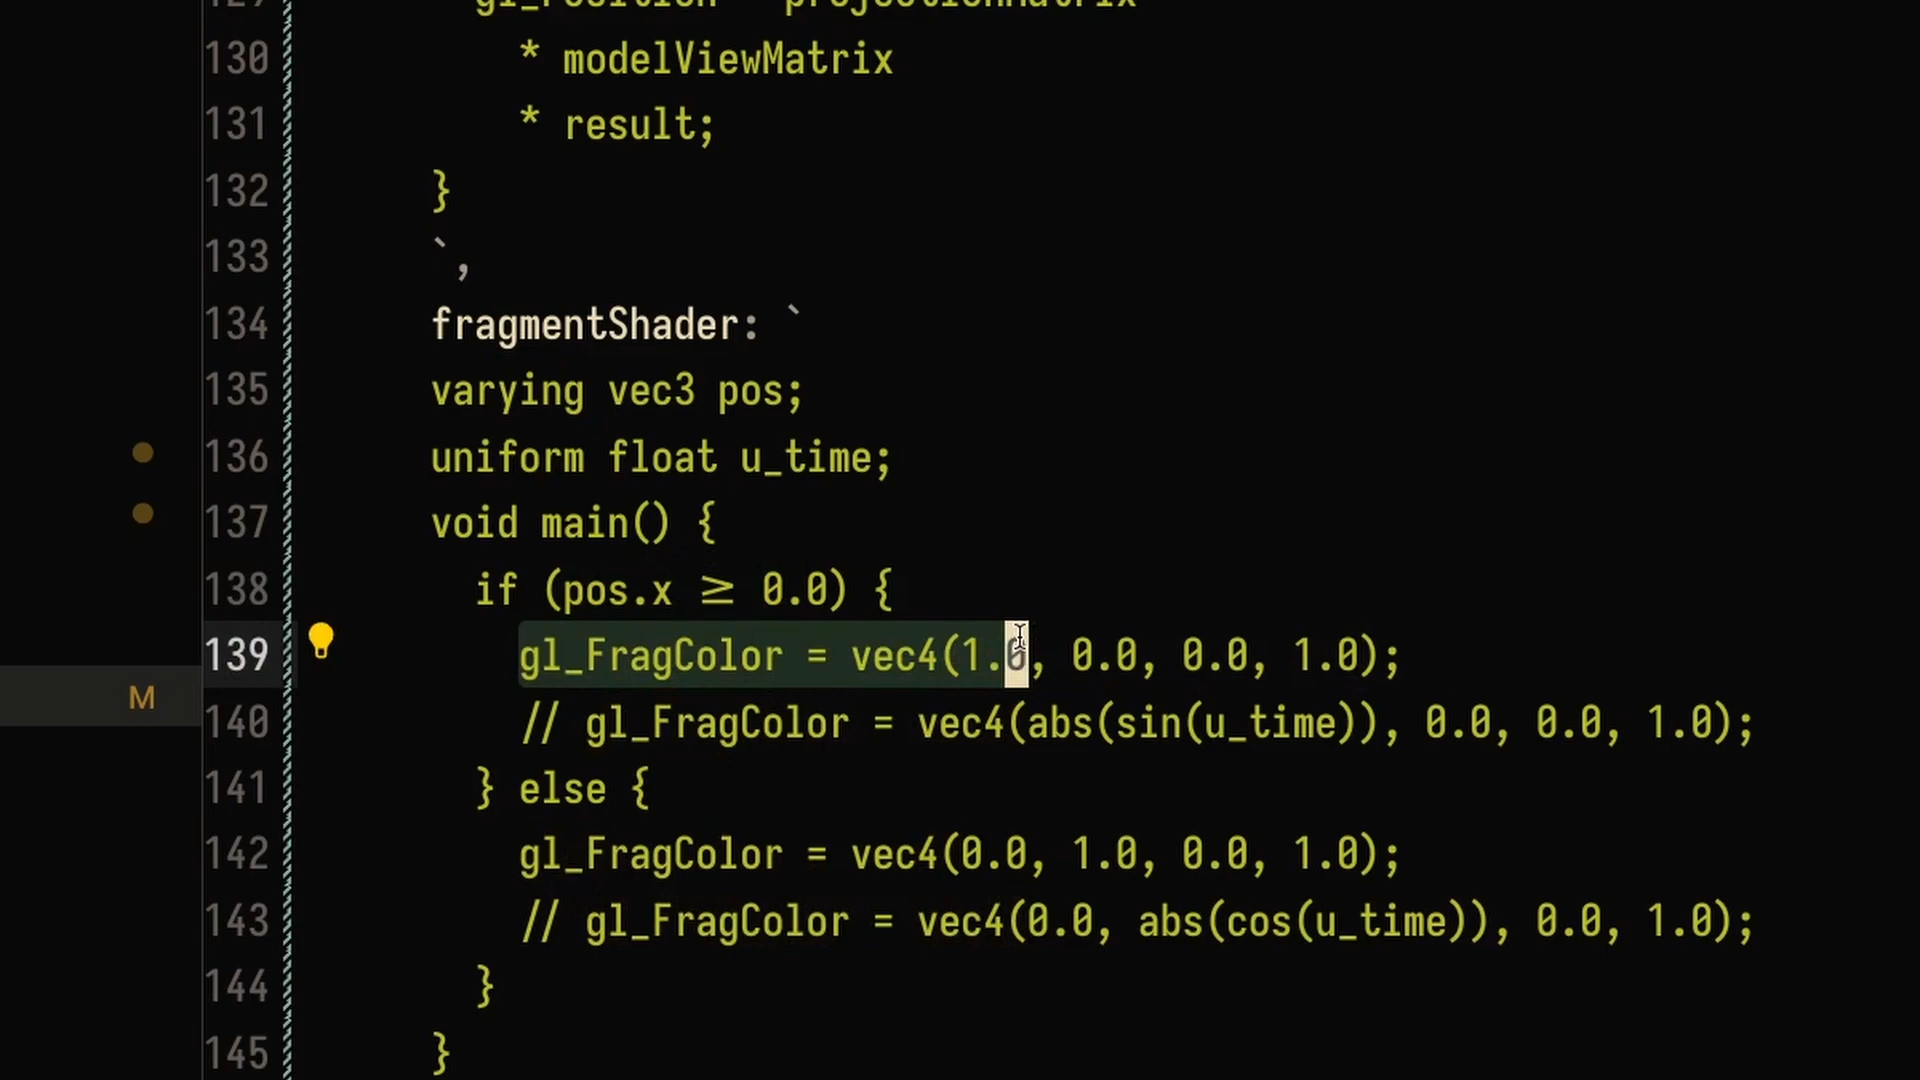 129 gl_Position = projectionMatrix
130 * modelViewMatrix
131 * result;
132 }
133 `,
134 fragmentShader: `
135 varying vec3 pos;
136 uniform float u_time;
137 void main() {
138 if (pos.x ≥ 0.0) {
139 gl_FragColor = vec4(1.0, 0.0, 0.0, 1.0);
M
140 // gl_FragColor = vec4(abs(sin(u_time)), 0.0, 0.0, 1.0);
141 } else {
142 gl_FragColor = vec4(0.0, 1.0, 0.0, 1.0);
143 // gl_FragColor = vec4(0.0, abs(cos(u_time)), 0.0, 1.0);
144 }
145 }